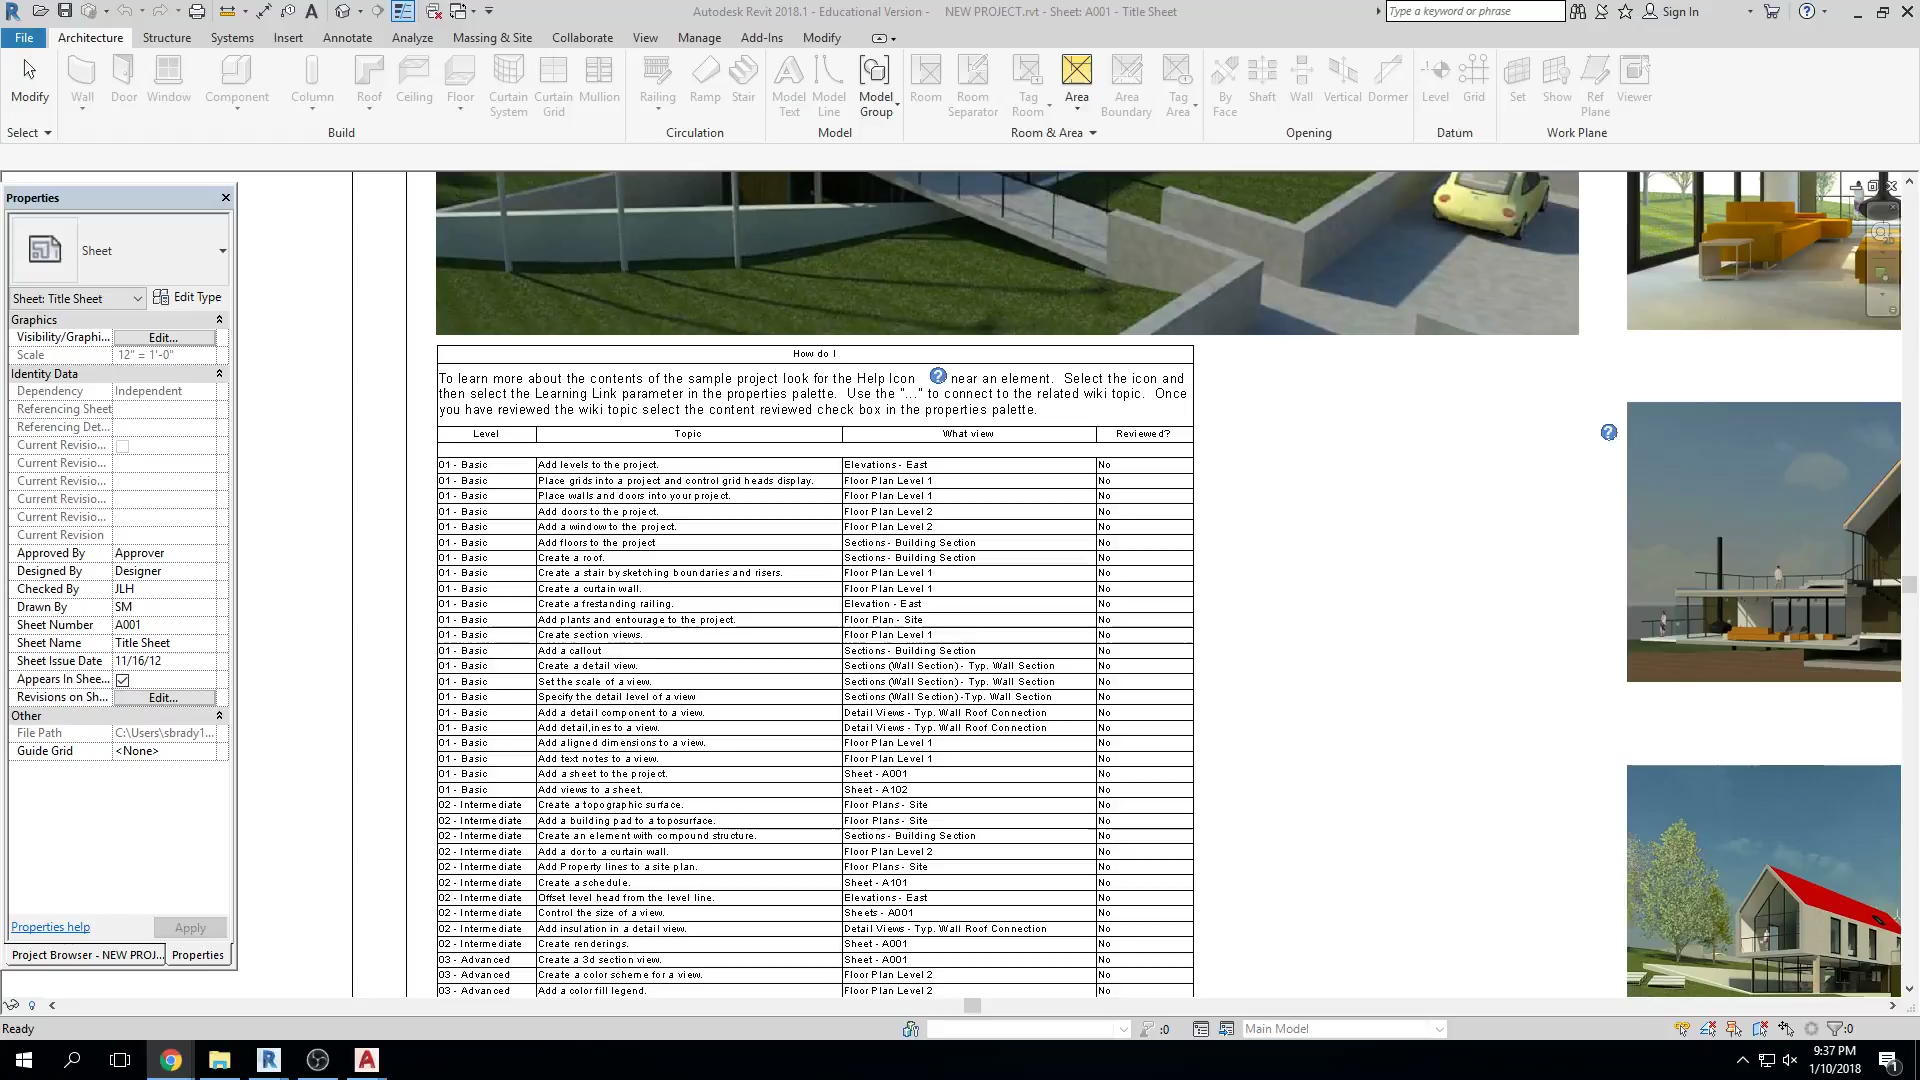 Autodesk Revit 2018.1 - Educational Version - NEW PROJECT.rvt - Sheet: A001 - Title Sheet
Type a keyword or phrase
Sign In
File Architecture Structure Systems Insert Annotate Analyze Massing & Site Collaborate View Manage Add-Ins Modify
Modify Wall Door Window Component Column Roof Ceiling Floor Curtain System Curtain Grid Mullion Railing Ramp Stair Model Text Model Line Model Group Room Room Separator Tag Room Area Area Boundary Tag Area By Face Shaft Wall Vertical Dormer Level Grid Set Show Ref Plane Viewer
Select Build Circulation Model Room & Area Opening Datum Work Plane
Properties
Sheet
Sheet: Title Sheet Edit Type
Graphics
Visibility/Graphi... Edit...
Scale 12" = 1'-0"
Identity Data
Dependency Independent
Referencing Sheet
Referencing Det...
Current Revisio...
Current Revisio...
Current Revisio...
Current Revisio...
Current Revisio...
Current Revision
Approved By Approver
Designed By Designer
Checked By JLH
Drawn By SM
Sheet Number A001
Sheet Name Title Sheet
Sheet Issue Date 11/16/12
Appears In Shee...
Revisions on Sh... Edit...
Other
File Path C:\Users\sbrady1...
Guide Grid <None>
Properties help Apply
Project Browser - NEW PROJ... Properties
How do I
To learn more about the contents of the sample project look for the Help Icon near an element. Select the icon and
then select the Learning Link parameter in the properties palette. Use the "..." to connect to the related wiki topic. Once
you have reviewed the wiki topic select the content reviewed check box in the properties palette.
Level Topic What view Reviewed?
01 - Basic Add levels to the project. Elevations - East No
01 - Basic Place grids into a project and control grid heads display. Floor Plan Level 1 No
01 - Basic Place walls and doors into your project. Floor Plan Level 1 No
01 - Basic Add doors to the project. Floor Plan Level 2 No
01 - Basic Add a window to the project. Floor Plan Level 2 No
01 - Basic Add floors to the project Sections - Building Section No
01 - Basic Create a roof. Sections - Building Section No
01 - Basic Create a stair by sketching boundaries and risers. Floor Plan Level 1 No
01 - Basic Create a curtain wall. Floor Plan Level 1 No
01 - Basic Create a frestanding railing. Elevation - East No
01 - Basic Add plants and entourage to the project. Floor Plan - Site No
01 - Basic Create section views. Floor Plan Level 1 No
01 - Basic Add a callout Sections - Building Section No
01 - Basic Create a detail view. Sections (Wall Section) - Typ. Wall Section No
01 - Basic Set the scale of a view. Sections (Wall Section) - Typ. Wall Section No
01 - Basic Specify the detail level of a view Sections (Wall Section) -Typ. Wall Section No
01 - Basic Add a detail component to a view. Detail Views - Typ. Wall Roof Connection No
01 - Basic Add detail,ines to a view. Detail Views - Typ. Wall Roof Connection No
01 - Basic Add aligned dimensions to a view. Floor Plan Level 1 No
01 - Basic Add text notes to a view. Floor Plan Level 1 No
01 - Basic Add a sheet to the project. Sheet - A001 No
01 - Basic Add views to a sheet. Sheet - A102 No
02 - Intermediate Create a topographic surface. Floor Plans - Site No
02 - Intermediate Add a building pad to a toposurface. Floor Plans - Site No
02 - Intermediate Create an element with compound structure. Sections - Building Section No
02 - Intermediate Add a dor to a curtain wall. Floor Plan Level 2 No
02 - Intermediate Add Property lines to a site plan. Floor Plans - Site No
02 - Intermediate Create a schedule. Sheet - A101 No
02 - Intermediate Offset level head from the level line. Elevations - East No
02 - Intermediate Control the size of a view. Sheets - A001 No
02 - Intermediate Add insulation in a detail view. Detail Views - Typ. Wall Roof Connection No
02 - Intermediate Create renderings. Sheet - A001 No
03 - Advanced Create a 3d section view. Sheet - A001 No
03 - Advanced Create a color scheme for a view. Floor Plan Level 2 No
03 - Advanced Add a color fill legend. Floor Plan Level 2 No
Ready :0 Main Model :0
9:37 PM
1/10/2018